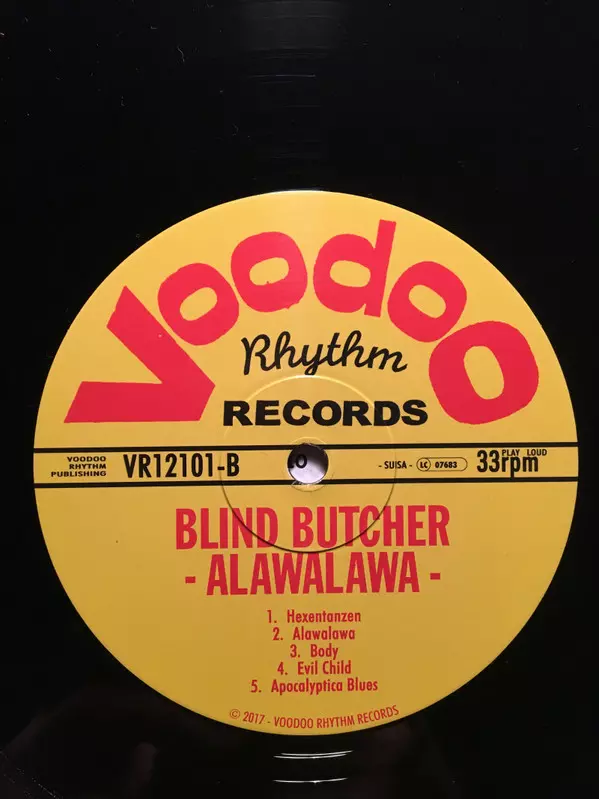 Voodoo
Rhythm
RECORDS
VOODOO
RHYTHM
PUBLISHING
VR12101-B
- SUISA -
LC 07683
PLAY LOUD
33rpm
BLIND BUTCHER
- ALAWALAWA -
1. Hexentanzen
2. Alawalawa
3. Body
4. Evil Child
5. Apocalyptica Blues
© 2017 - VOODOO RHYTHM RECORDS